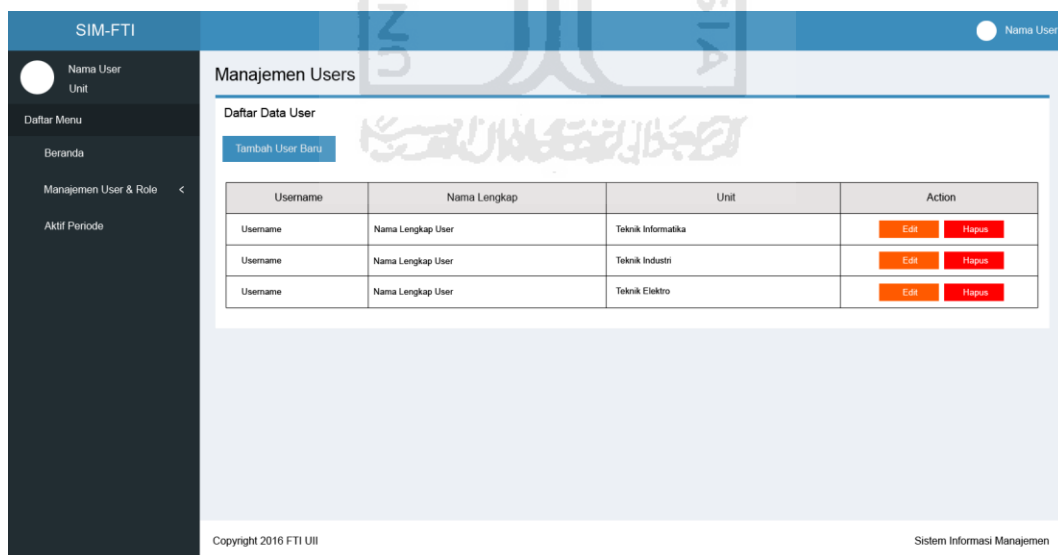 SIM-FTI
Nama User
Nama User
Unit
Daftar Menu
Beranda
Manajemen User & Role <
Aktif Periode
Manajemen Users
Daftar Data User
Tambah User Baru
Username Nama Lengkap Unit Action
Username Nama Lengkap User Teknik Informatika Edit Hapus
Username Nama Lengkap User Teknik Industri Edit Hapus
Username Nama Lengkap User Teknik Elektro Edit Hapus
Copyright 2016 FTI UII Sistem Informasi Manajemen